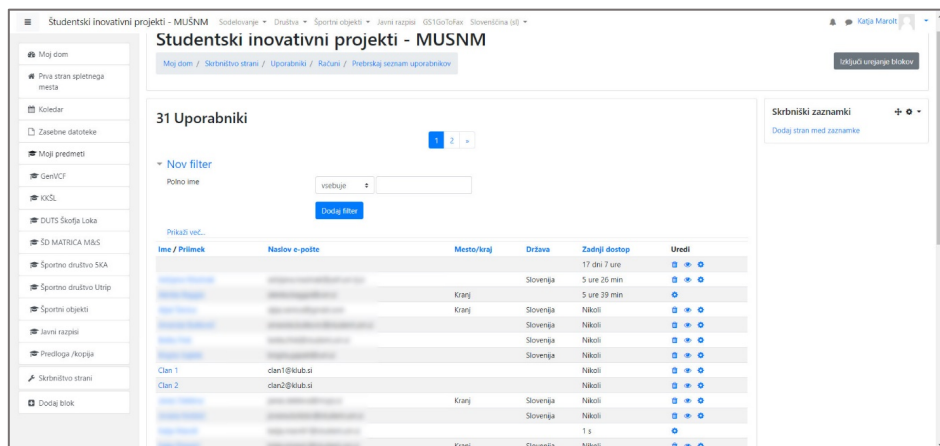 Študentski inovativni projekti - MUŠNM Sodelovanje Društva Športni objekti Javni razpisi GS1GoToFax Slovenščina (sl) Katja Marolt
Študentski inovativni projekti - MUŠNM
Moj dom / Skrbništvo strani / Uporabniki / Računi / Prebrskaj seznam uporabnikov
Izključi urejanje blokov
Moj dom
Prva stran spletnega
mesta
Koledar
Zasebne datoteke
Moji predmeti
GenVCF
KKŠL
DUTS Škofja Loka
ŠD MATRICA M&S
Športno društvo 5KA
Športno društvo Utrip
Športni objekti
Javni razpisi
Predloga /kopija
Skrbništvo strani
Dodaj blok
31 Uporabniki
1 2 »
Nov filter
Polno ime vsebuje
Dodaj filter
Prikaži več...
Ime / Priimek Naslov e-pošte Mesto/kraj Država Zadnji dostop Uredi
17 dni 7 ure
Slovenija 5 ure 26 min
Kranj 5 ure 39 min
Kranj Slovenija Nikoli
Slovenija Nikoli
Slovenija Nikoli
Slovenija Nikoli
Clan 1 clan1@klub.si Nikoli
Clan 2 clan2@klub.si Nikoli
Kranj Slovenija Nikoli
Slovenija Nikoli
1 s
Kranj Slovenija Nikoli
Skrbniški zaznamki
Dodaj stran med zaznamke